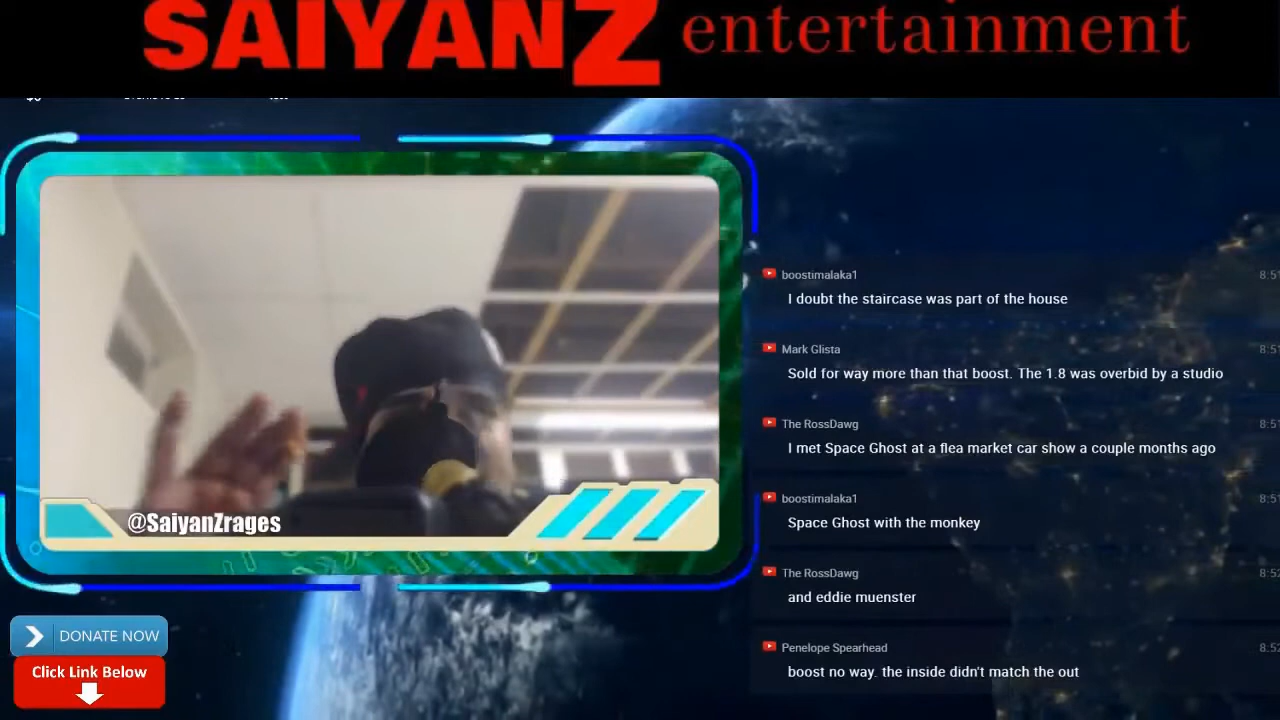 SAIYANZ entertainment
boostimalaka1
I doubt the staircase was part of the house
Mark Glista
Sold for way more than that boost. The 1.8 was overbid by a studio
The RossDawg
I met Space Ghost at a flea market car show a couple months ago
boostimalaka1
Space Ghost with the monkey
The RossDawg
and eddie muenster
Penelope Spearhead
boost no way. the inside didn't match the out
@SaiyanZrages
DONATE NOW
Click Link Below